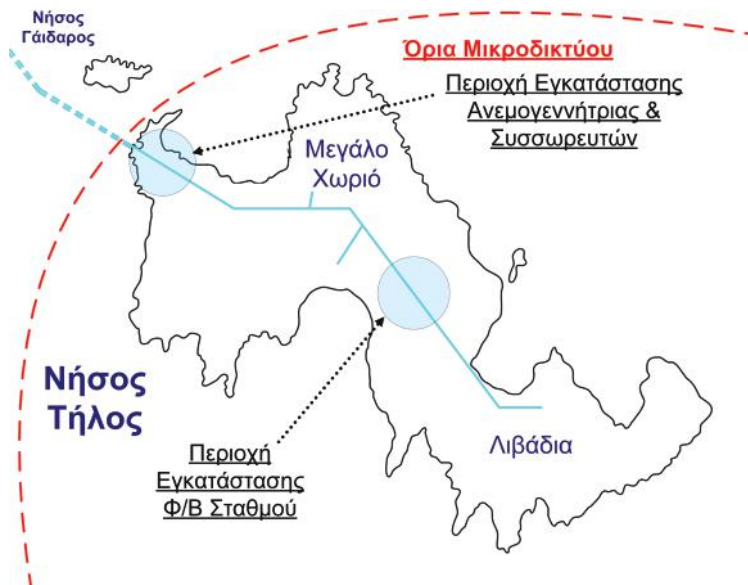 Νήσος
Γάιδαρος
Όρια Μικροδικτύου
Περιοχή Εγκατάστασης
Ανεμογεννήτριας &
Συσσωρευτών
Μεγάλο
Χωριό
Νήσος
Τήλος
Λιβάδια
Περιοχή
Εγκατάστασης
Φ/Β Σταθμού